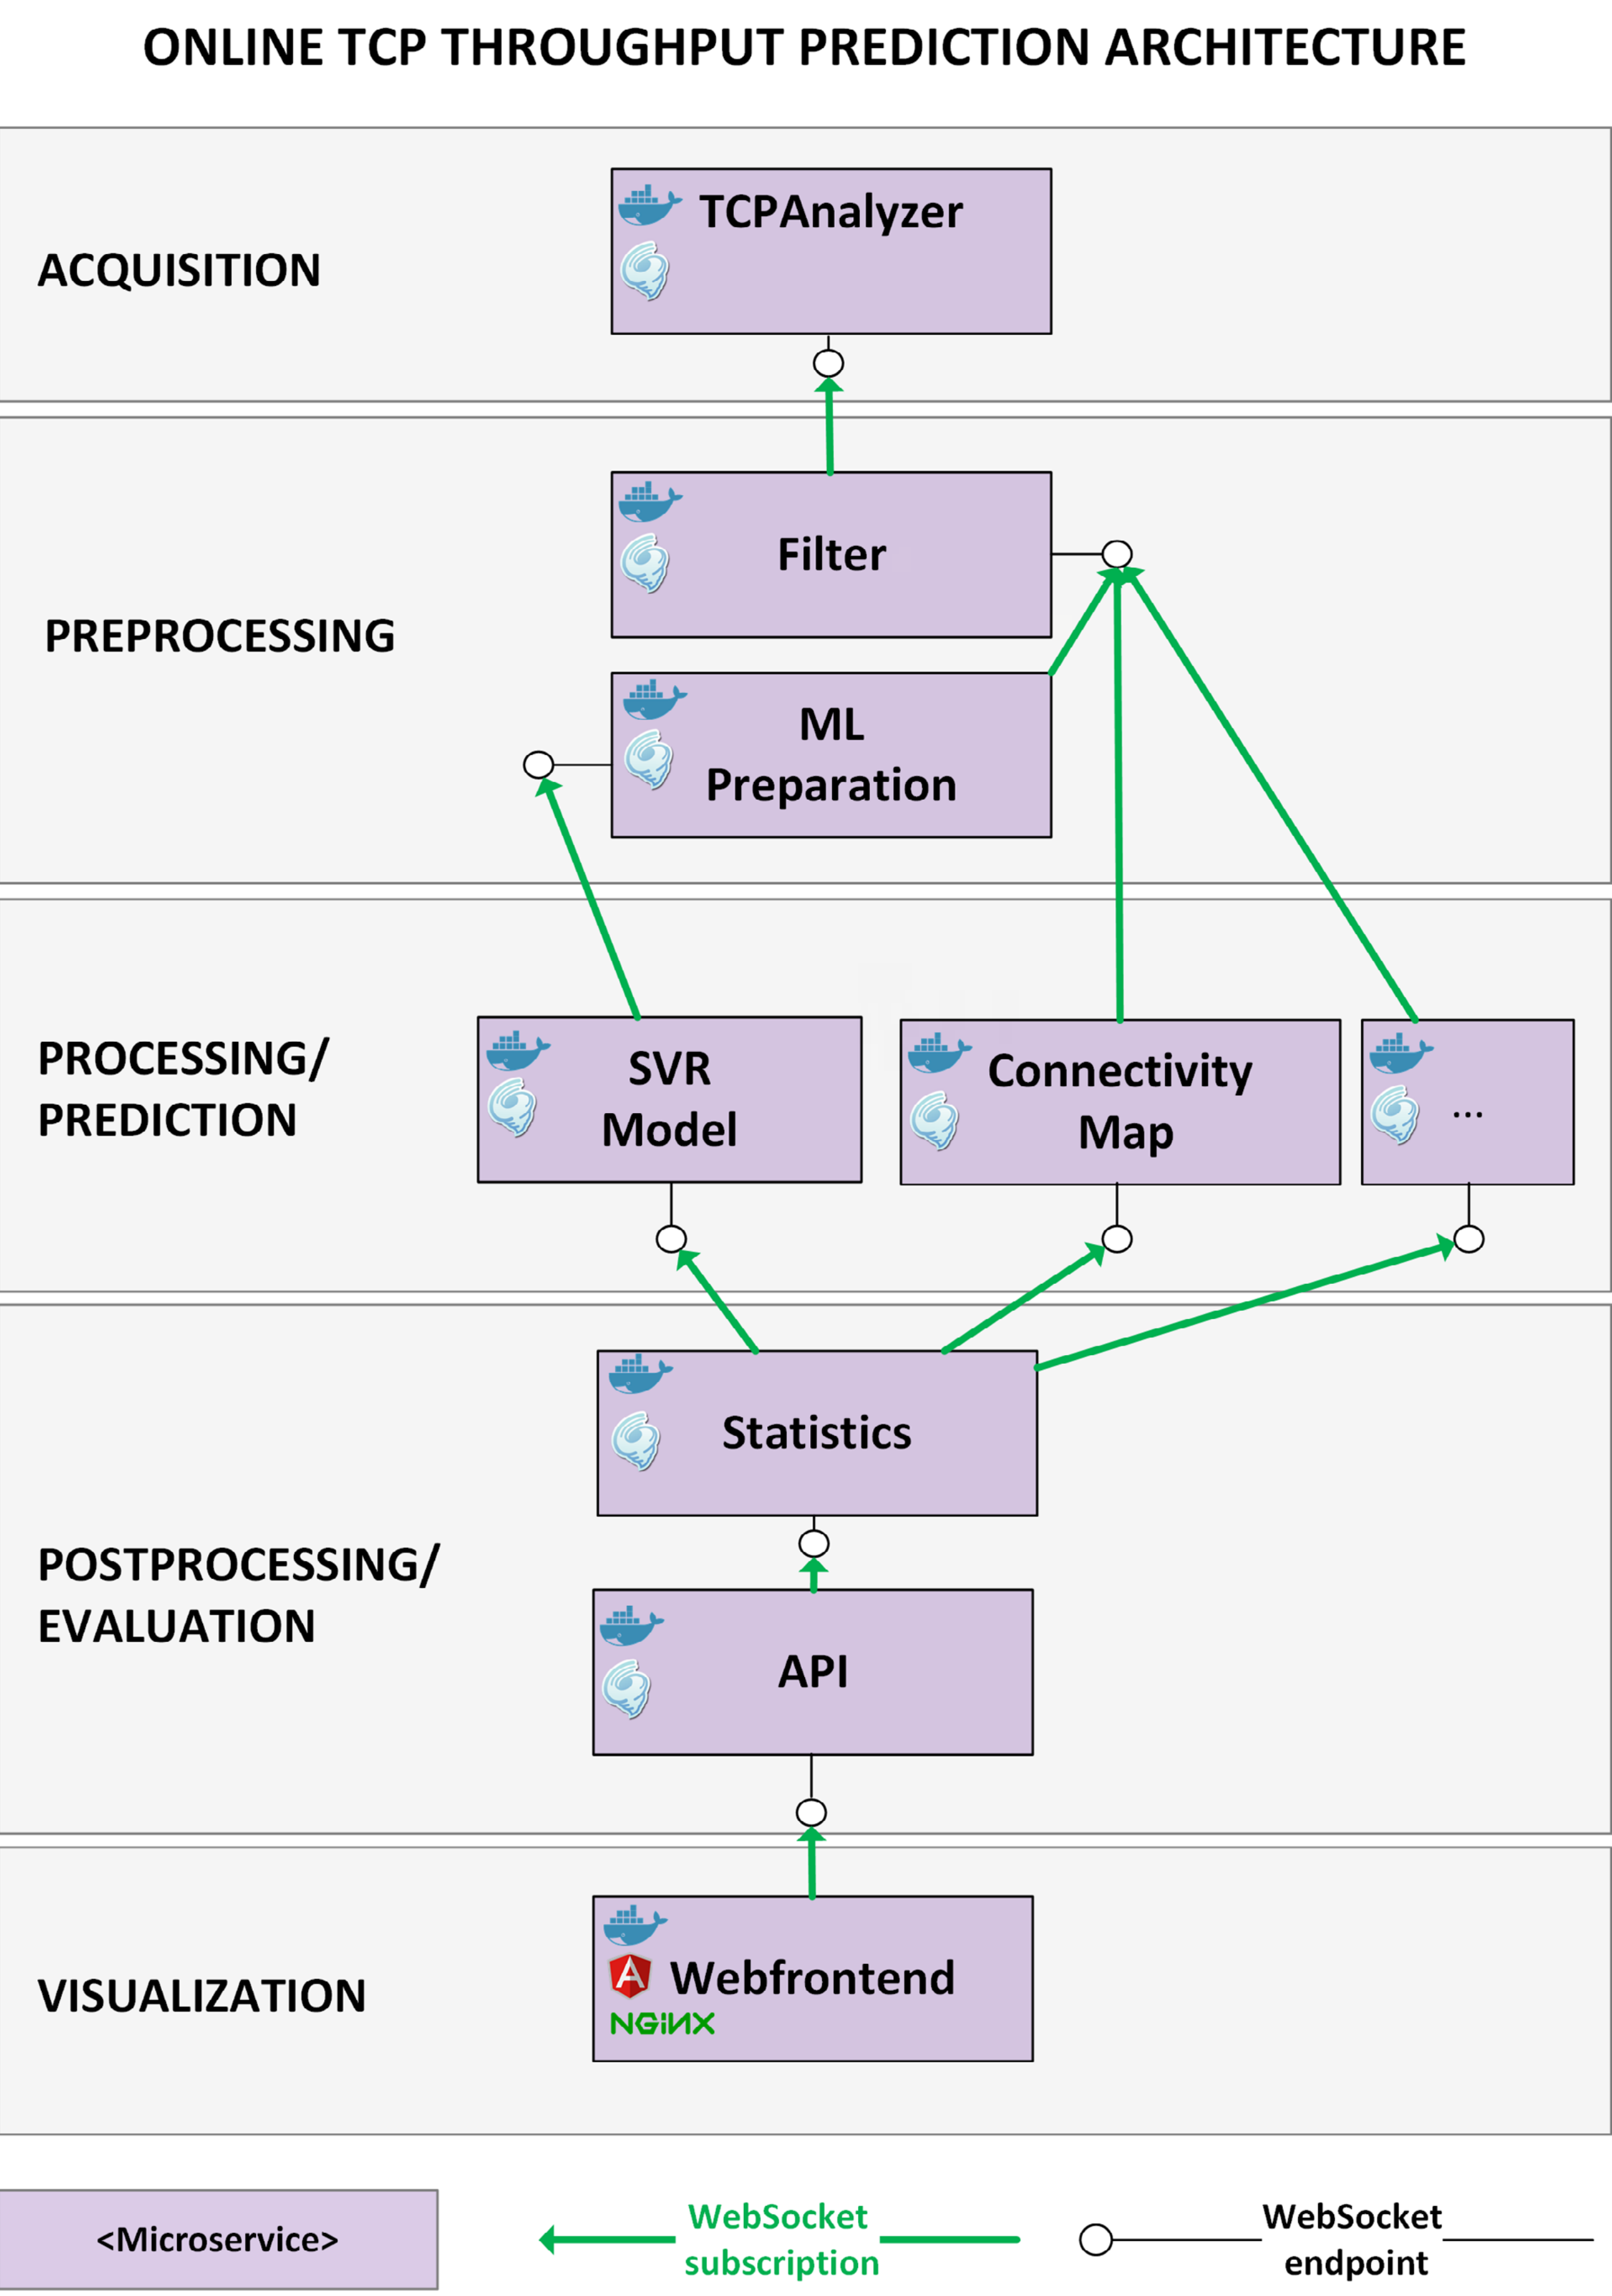 ONLINE TCP THROUGHPUT PREDICTION ARCHITECTURE
ACQUISITION
TCPAnalyzer
PREPROCESSING
Filter
ML
Preparation
PROCESSING/
PREDICTION
SVR
Model
Connectivity
Map
...
POSTPROCESSING/
EVALUATION
Statistics
API
VISUALIZATION
Webfrontend
NGINX
<Microservice>
WebSocket
subscription
WebSocket
endpoint